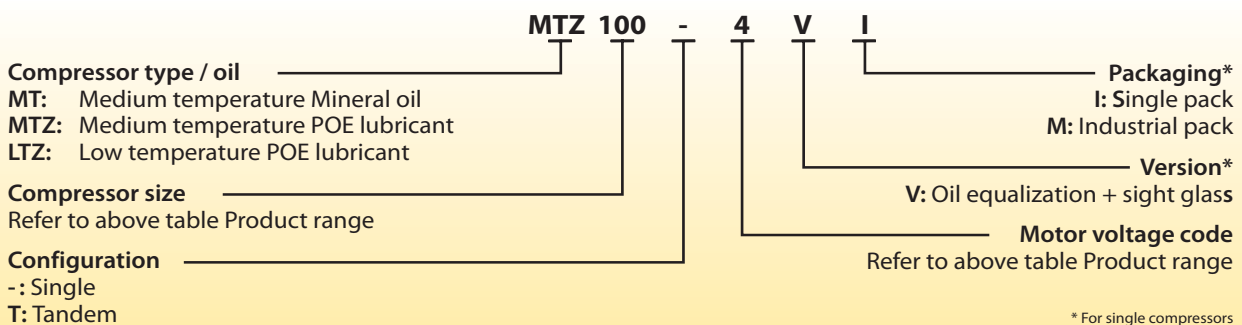 MTZ 100 - 4 V I
Compressor type / oil
MT: Medium temperature Mineral oil
MTZ: Medium temperature POE lubricant
LTZ: Low temperature POE lubricant
Compressor size
Refer to above table Product range
Configuration
- : Single
T: Tandem
Packaging*
I: Single pack
M: Industrial pack
Version*
V: Oil equalization + sight glass
Motor voltage code
Refer to above table Product range
* For single compressors